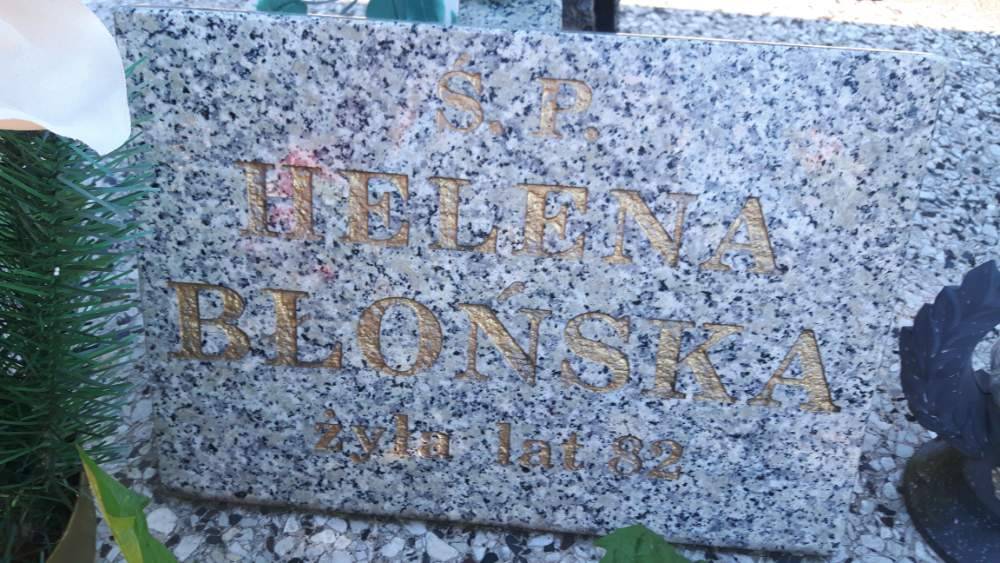 Ś. P.
HELENA
BŁOŃSKA
żyła lat 82